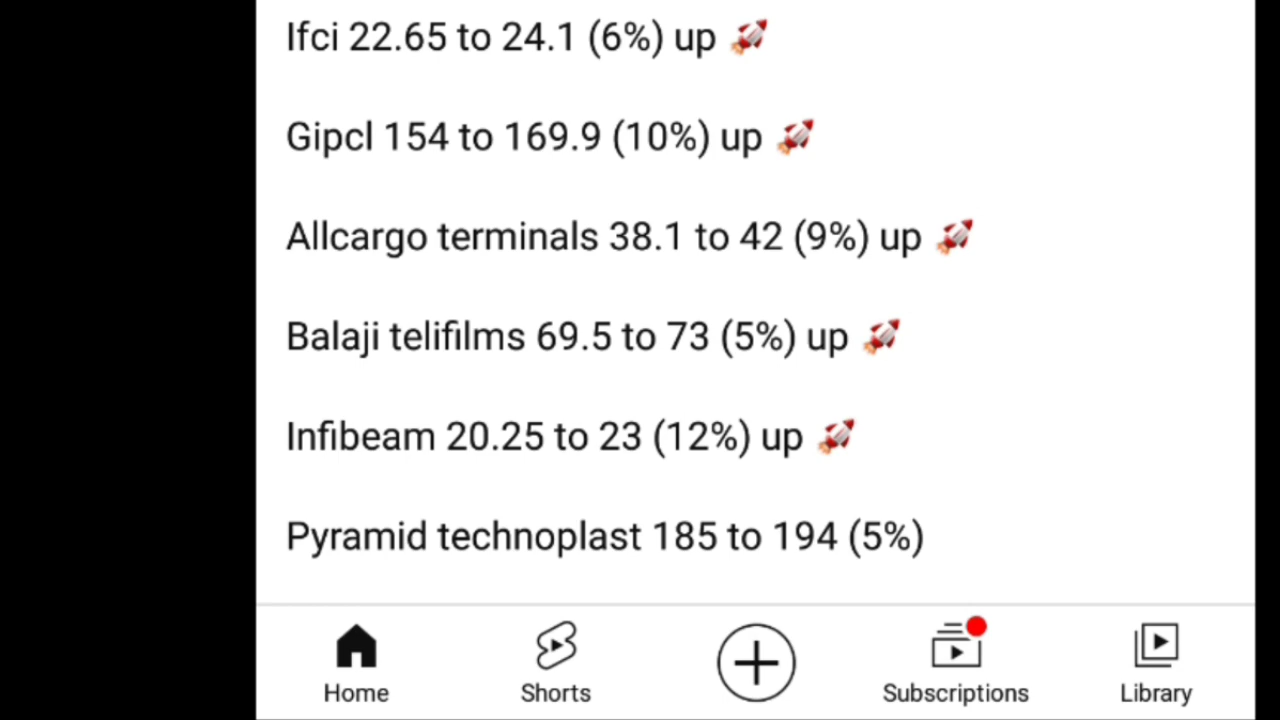 Ifci 22.65 to 24.1 (6%) up 🚀
Gipcl 154 to 169.9 (10%) up 🚀
Allcargo terminals 38.1 to 42 (9%) up 🚀
Balaji telifilms 69.5 to 73 (5%) up 🚀
Infibeam 20.25 to 23 (12%) up 🚀
Pyramid technoplast 185 to 194 (5%)
Home Shorts Subscriptions Library